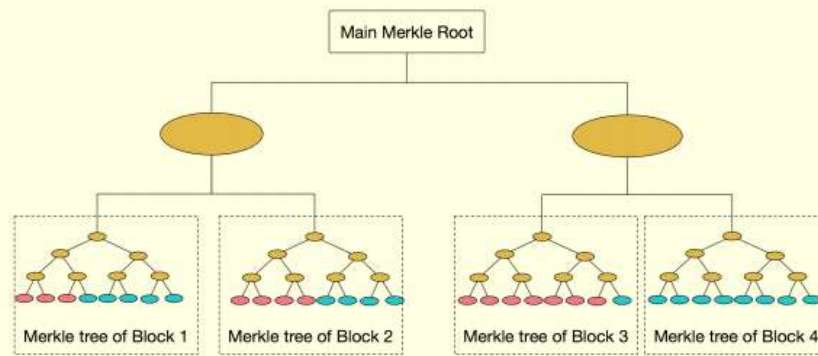 Main Merkle Root
Merkle tree of Block 1
Merkle tree of Block 2
Merkle tree of Block 3
Merkle tree of Block 4